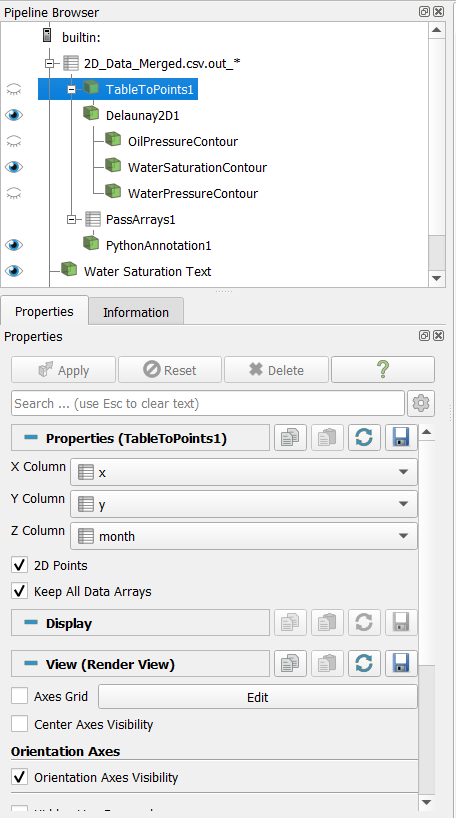 Pipeline Browser
builtin:
2D_Data_Merged.csv.out_*
TableToPoints1
Delaunay2D1
OilPressureContour
WaterSaturationContour
WaterPressureContour
PassArrays1
PythonAnnotation1
Water Saturation Text
Properties Information
Properties
Apply Reset Delete ?
Search ... (use Esc to clear text)
Properties (TableToPoints1)
X Column x
Y Column y
Z Column month
2D Points
Keep All Data Arrays
Display
View (Render View)
Axes Grid Edit
Center Axes Visibility
Orientation Axes
Orientation Axes Visibility